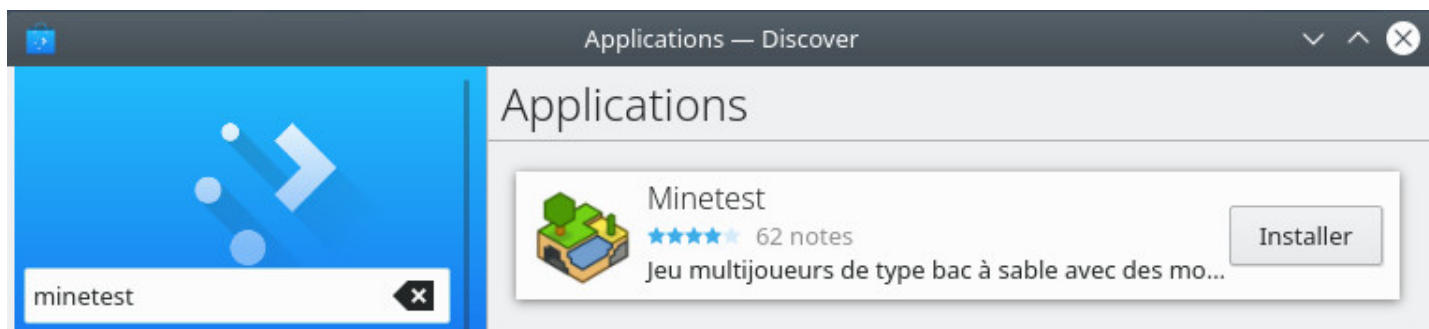 Applications — Discover
Applications
Minetest
62 notes
Installer
Jeu multijoueurs de type bac à sable avec des mo...
minetest